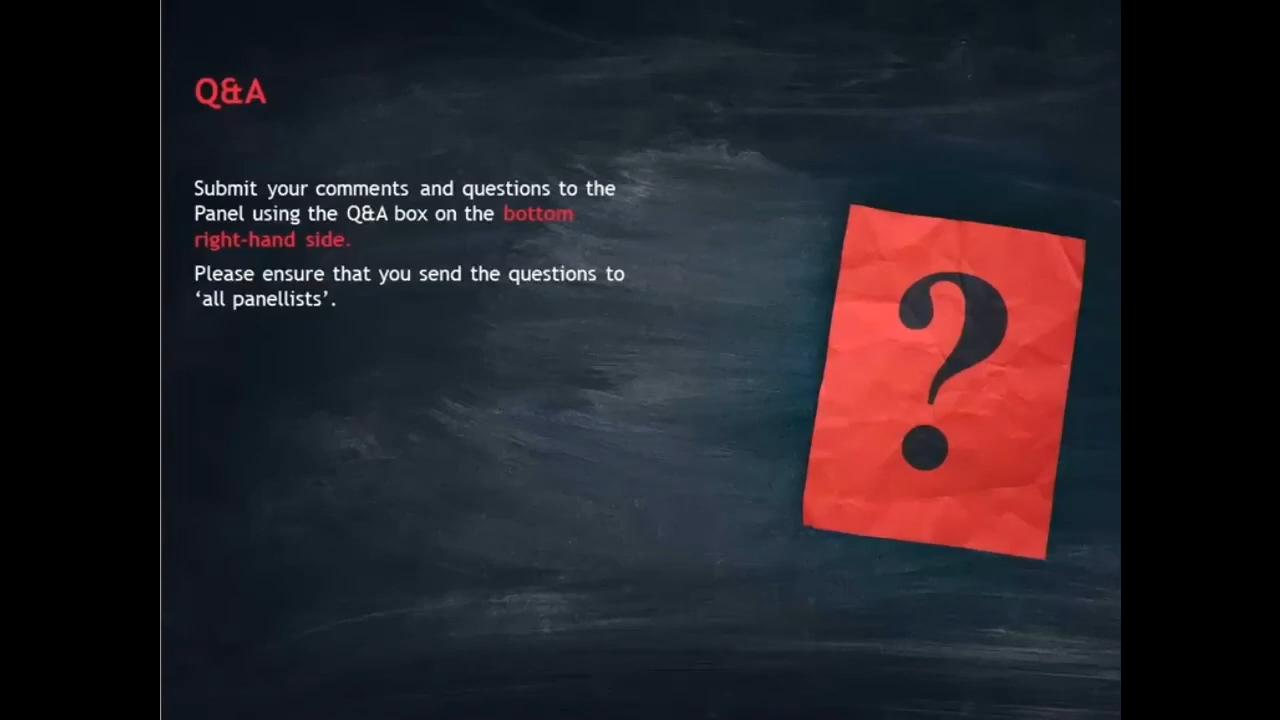 Q&A
Submit your comments and questions to the
Panel using the Q&A box on the bottom
right-hand side.
Please ensure that you send the questions to
‘all panellists’.
?